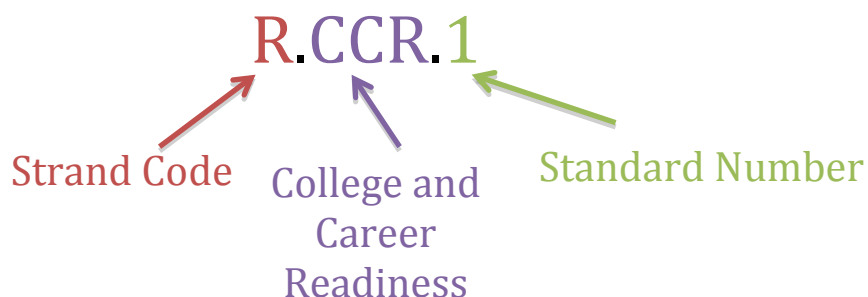 R.CCR.1
Strand Code
College and
Career
Readiness
Standard Number